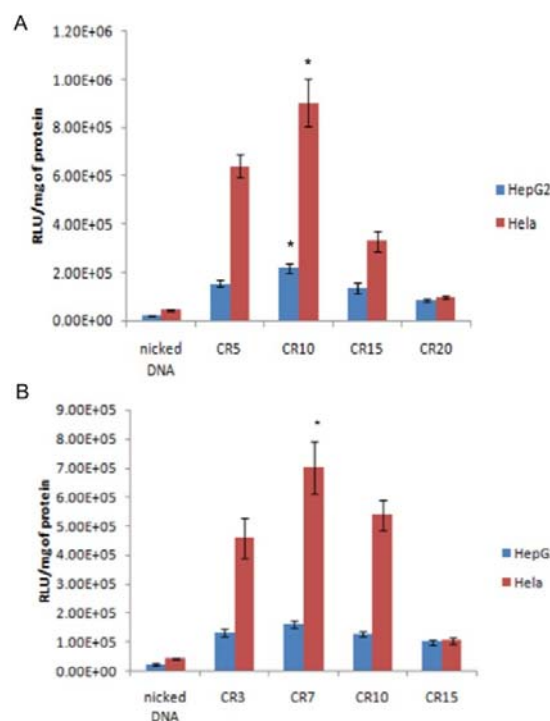 A
1.20E+06
1.00E+06
8.00E+05
6.00E+05
4.00E+05
2.00E+05
0.00E+00
RLU/mg of protein
*
*
HepG2
Hela
nicked DNA
CR5
CR10
CR15
CR20
B
9.00E+05
8.00E+05
7.00E+05
6.00E+05
5.00E+05
4.00E+05
3.00E+05
2.00E+05
1.00E+05
0.00E+00
RLU/mg of protein
*
HepG
Hela
nicked DNA
CR3
CR7
CR10
CR15